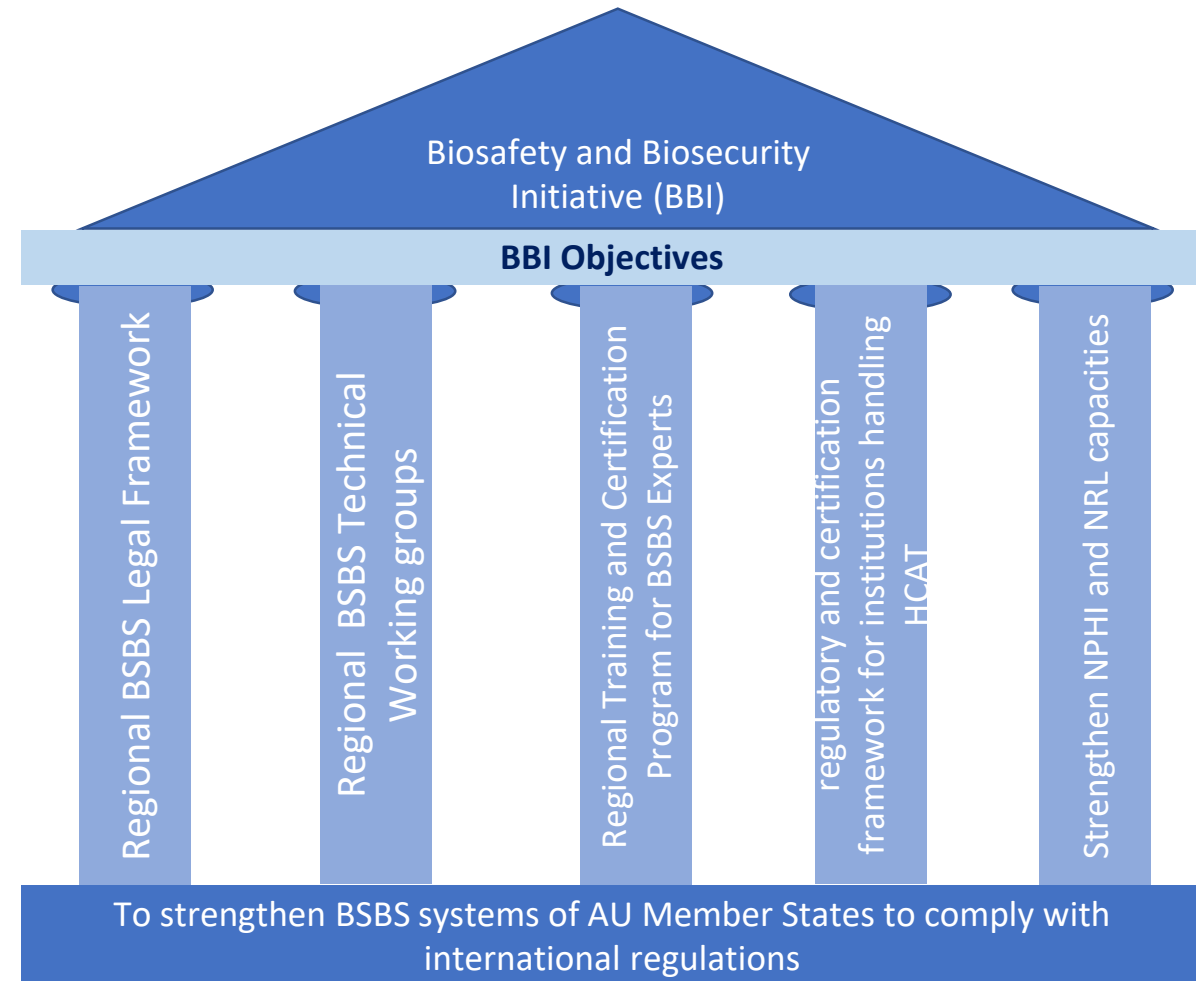 Biosafety and Biosecurity
Initiative (BBI)
BBI Objectives
Regional BSBS Legal Framework
Regional BSBS Technical
Working groups
Regional Training and Certification
Program for BSBS Experts
regulatory and certification
framework for institutions handling
HCAT
Strengthen NPHI and NRL capacities
To strengthen BSBS systems of AU Member States to comply with
international regulations